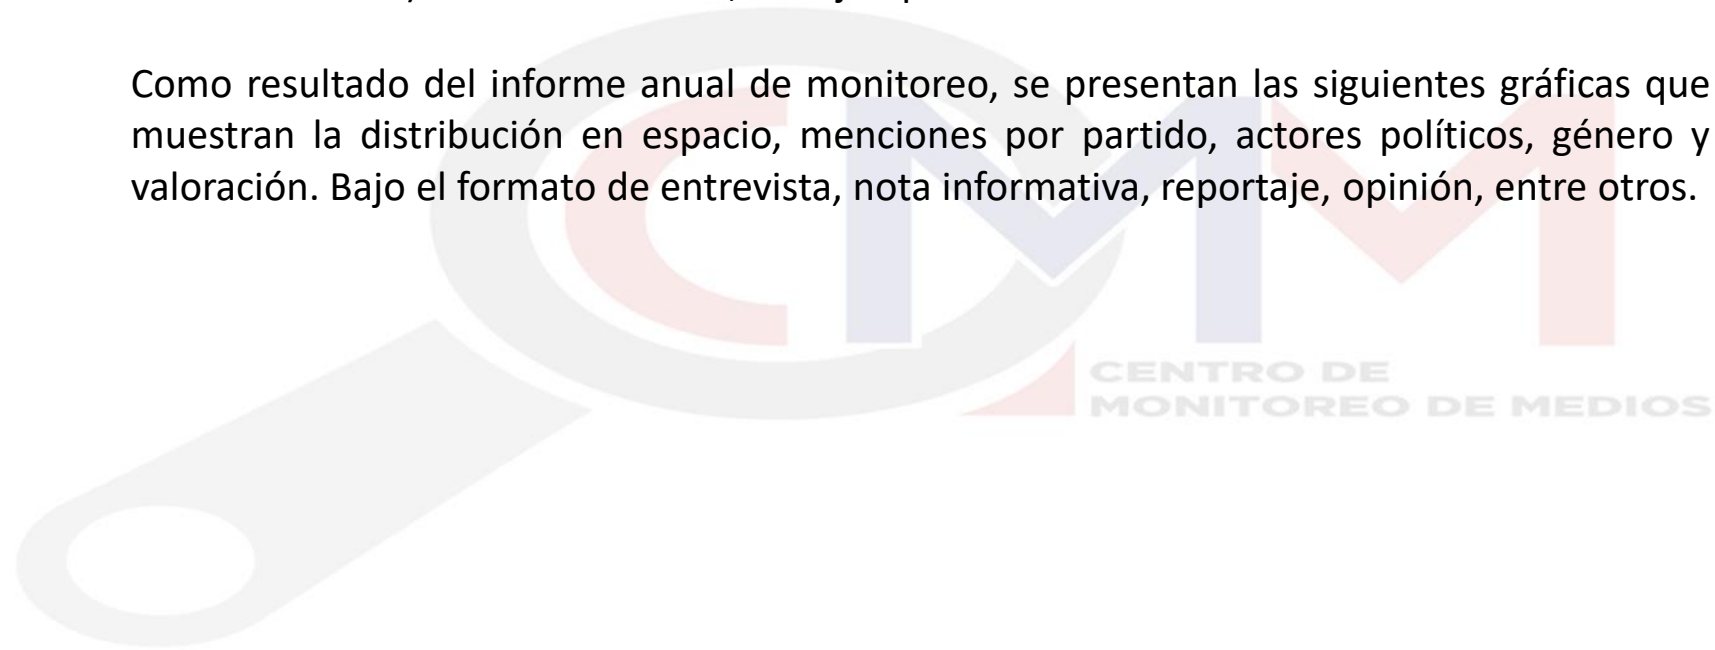 Como resultado del informe anual de monitoreo, se presentan las siguientes gráficas que
muestran la distribución en espacio, menciones por partido, actores políticos, género y
valoración. Bajo el formato de entrevista, nota informativa, reportaje, opinión, entre otros.
CMM
CENTRO DE
MONITOREO DE MEDIOS